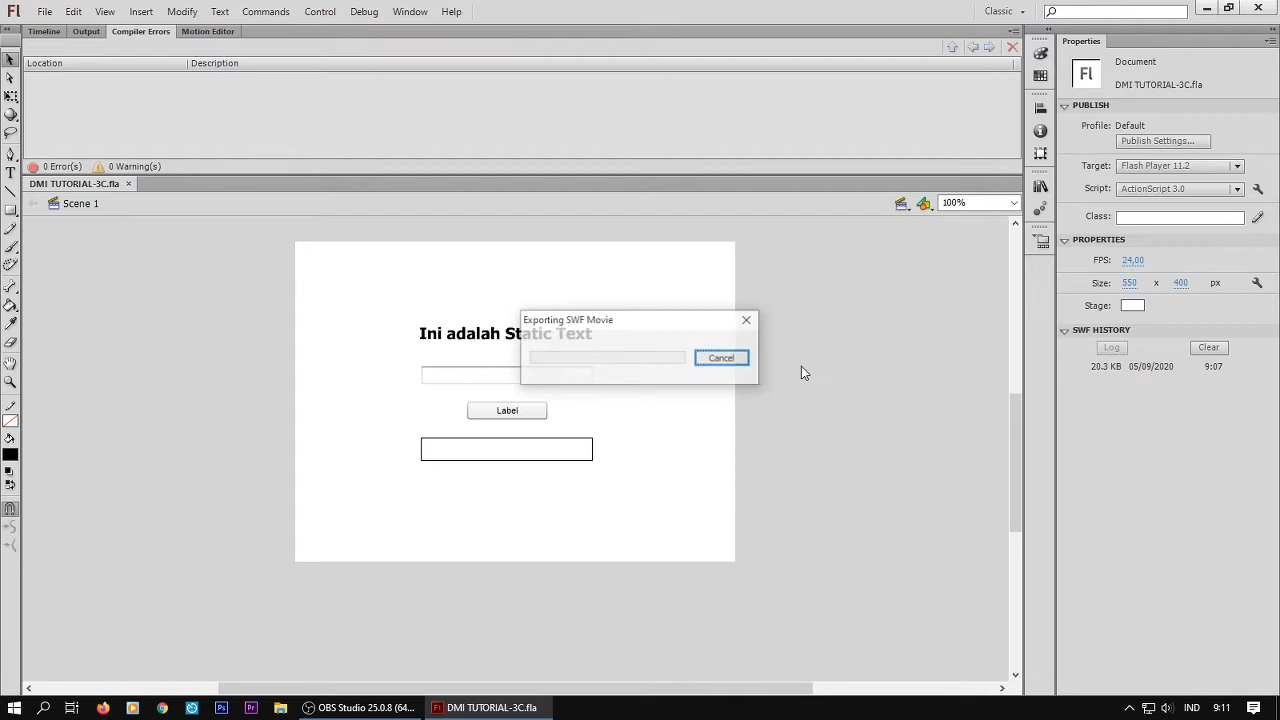 Fl File Edit View Insert Modify Text Commands Control Debug Window Help Classic
Timeline Output Compiler Errors Motion Editor
Location Description
0 Error(s) 0 Warning(s)
DMI TUTORIAL-3C.fla
Scene 1 100%
Ini adalah Static Text
Label
Exporting SWF Movie
Cancel
Properties
Document
Fl
DMI TUTORIAL-3C.fla
PUBLISH
Profile: Default
Publish Settings...
Target: Flash Player 11.2
Script: ActionScript 3.0
Class:
PROPERTIES
FPS: 24,00
Size: 550 x 400 px
Stage:
SWF HISTORY
Log Clear
20.3 KB 05/09/2020 9:07
Ps Pr OBS Studio 25.0.8 (64... Fl DMI TUTORIAL-3C.fla IND 9:11